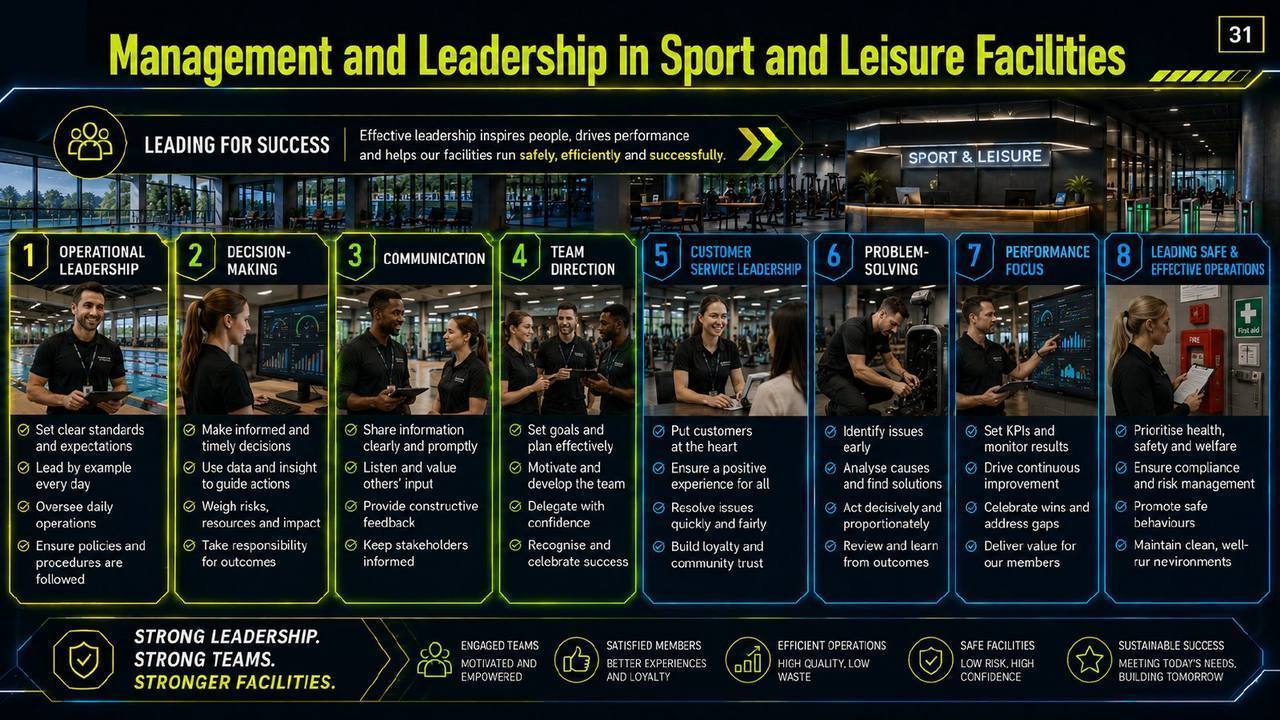 Management and Leadership in Sport and Leisure Facilities
31
LEADING FOR SUCCESS
Effective leadership inspires people, drives performance
and helps our facilities run safely, efficiently and successfully.
SPORT & LEISURE
1
OPERATIONAL
LEADERSHIP
Set clear standards
and expectations
Lead by example
every day
Oversee daily
operations
Ensure policies and
procedures are
followed
2
DECISION-
MAKING
Make informed and
timely decisions
Use data and insight
to guide actions
Weigh risks,
resources and impact
Take responsibility
for outcomes
3
COMMUNICATION
Share information
clearly and promptly
Listen and value
others' input
Provide constructive
feedback
Keep stakeholders
informed
4
TEAM
DIRECTION
Set goals and
plan effectively
Motivate and
develop the team
Delegate with
confidence
Recognise and
celebrate success
5
CUSTOMER
SERVICE LEADERSHIP
Put customers
at the heart
Ensure a positive
experience for all
Resolve issues
quickly and fairly
Build loyalty and
community trust
6
PROBLEM-
SOLVING
Identify issues
early
Analyse causes
and find solutions
Act decisively and
proportionately
Review and learn
from outcomes
7
PERFORMANCE
FOCUS
Set KPIs and
monitor results
Drive continuous
improvement
Celebrate wins and
address gaps
Deliver value for
our members
8
LEADING SAFE &
EFFECTIVE OPERATIONS
First aid
FIRE
Prioritise health,
safety and welfare
Ensure compliance
and risk management
Promote safe
behaviours
Maintain clean, well-
rur nevironments
STRONG LEADERSHIP.
STRONG TEAMS.
STRONGER FACILITIES.
ENGAGED TEAMS
MOTIVATED AND
EMPOWERED
SATISFIED MEMBERS
BETTER EXPERIENCES
AND LOYALTY
EFFICIENT OPERATIONS
HIGH QUALITY, LOW
WASTE
SAFE FACILITIES
LOW RISK, HIGH
CONFIDENCE
SUSTAINABLE SUCCESS
MEETING TODAY'S NEEDS.
BUILDING TOMORROW